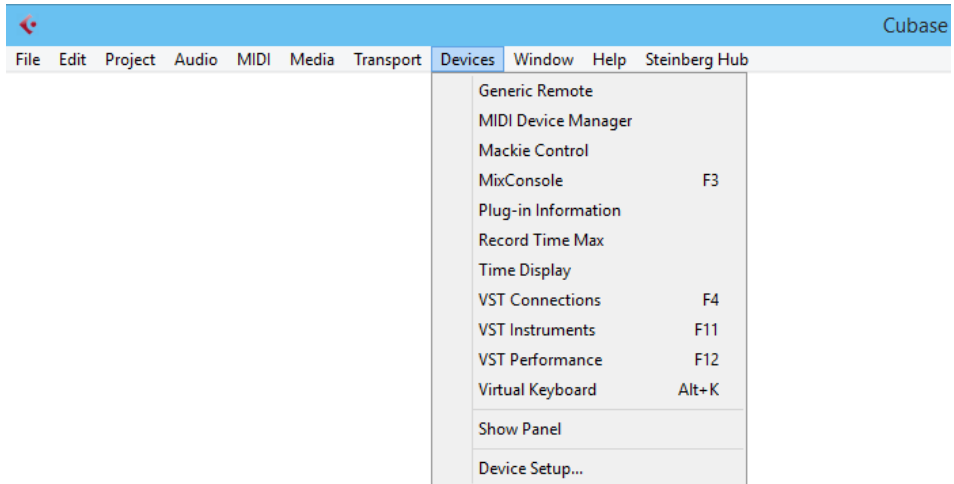 Cubase
File Edit Project Audio MIDI Media Transport Devices Window Help Steinberg Hub
Generic Remote
MIDI Device Manager
Mackie Control
MixConsole F3
Plug-in Information
Record Time Max
Time Display
VST Connections F4
VST Instruments F11
VST Performance F12
Virtual Keyboard Alt+K
Show Panel
Device Setup...